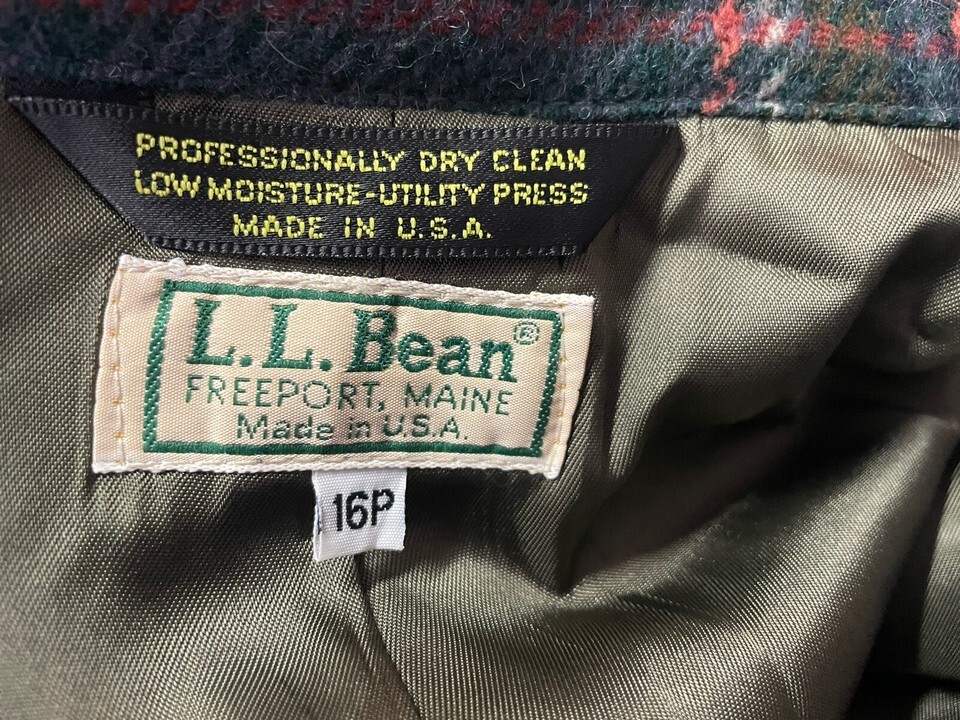 PROFESSIONALLY DRY CLEAN
LOW MOISTURE-UTILITY PRESS
MADE IN U.S.A.
L.L.Bean®
FREEPORT, MAINE
Made in U.S.A.
16P